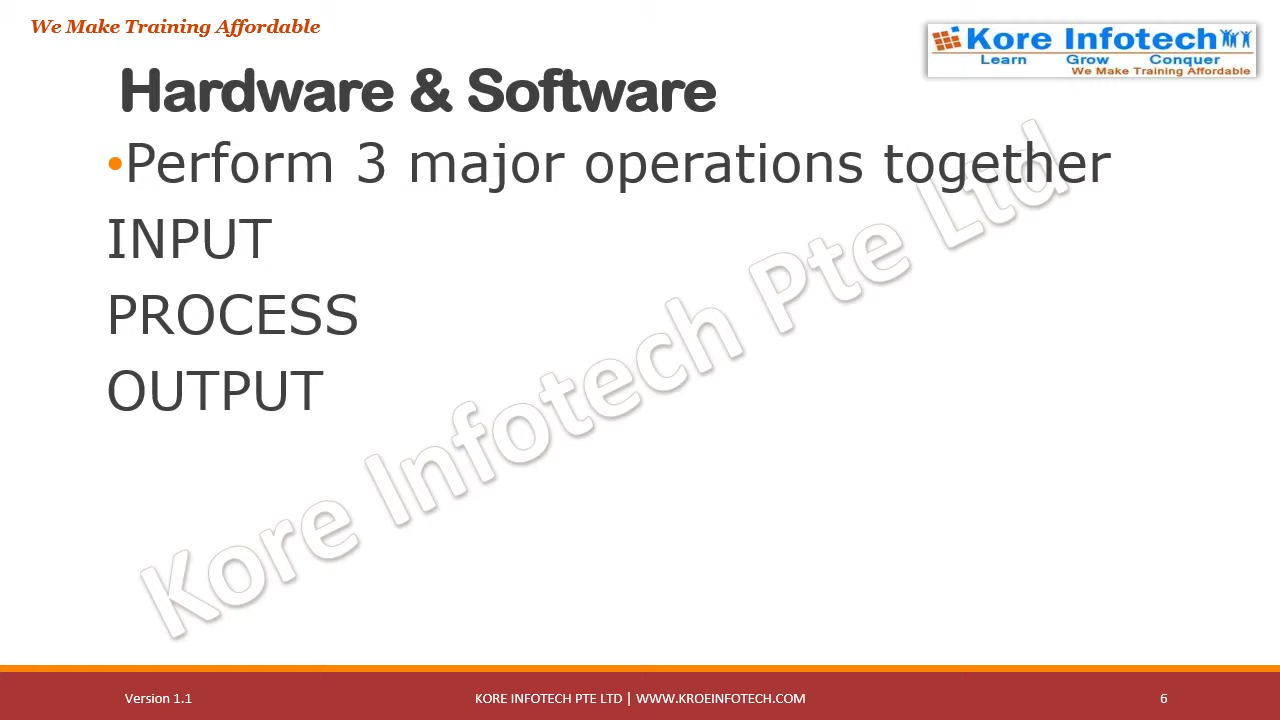 We Make Training Affordable
Kore Infotech
Learn Grow Conquer
We Make Training Affordable
Hardware & Software
•Perform 3 major operations together
INPUT
PROCESS
OUTPUT
Kore Infotech Pte Ltd
Version 1.1
KORE INFOTECH PTE LTD | WWW.KROEINFOTECH.COM
6